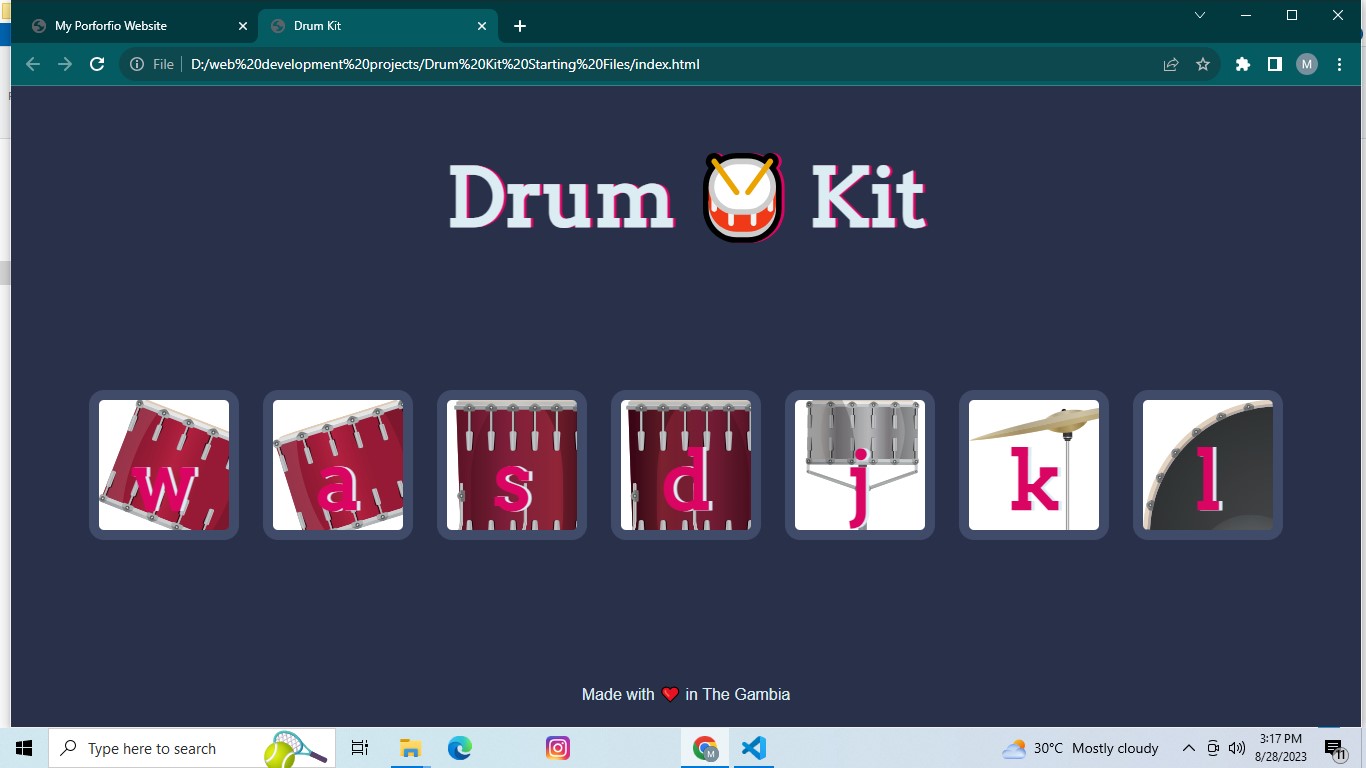 My Porforfio Website
Drum Kit
File
D:/web%20development%20projects/Drum%20Kit%20Starting%20Files/index.html
M
Drum 🥁 Kit
w a s d j k l
Made with ❤️ in The Gambia
Type here to search
M
30°C Mostly cloudy
3:17 PM
8/28/2023
11